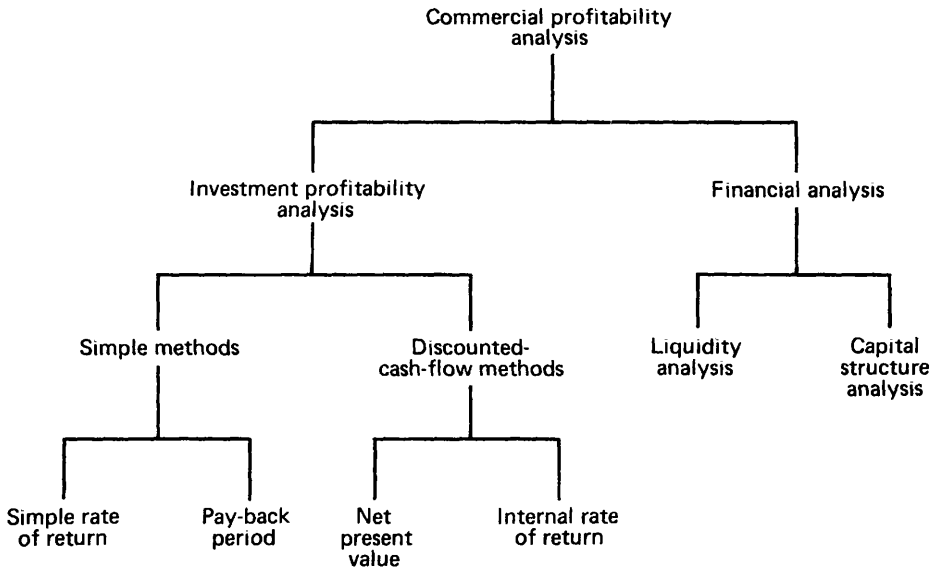 Commercial profitability
analysis
Investment profitability
analysis
Financial analysis
Simple methods
Discounted-
cash-flow methods
Liquidity
analysis
Capital
structure
analysis
Simple rate
of return
Pay-back
period
Net
present
value
Internal rate
of return